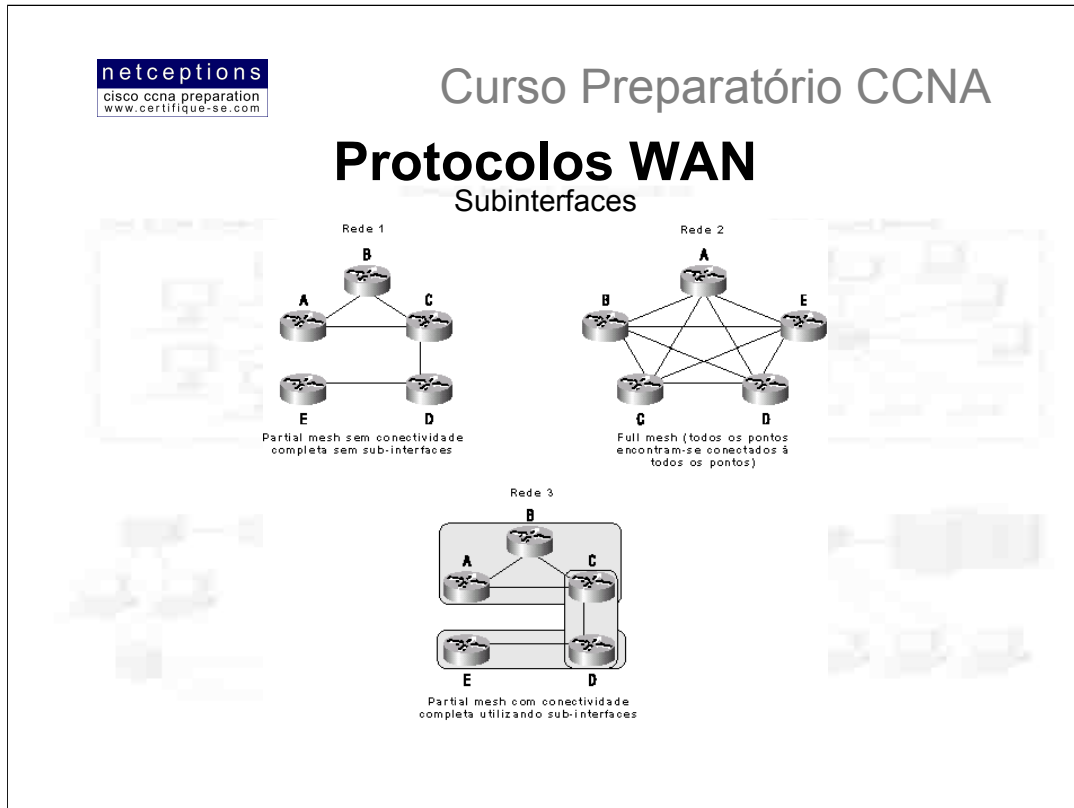 netceptions
cisco ccna preparation
www.certifique-se.com
Curso Preparatório CCNA
Protocolos WAN
Subinterfaces
Rede 1
B
A
C
E
D
Partial mesh sem conectividade
completa sem sub-interfaces
Rede 2
A
B
E
C
D
Full mesh (todos os pontos
encontram-se conectados á
todos os pontos)
Rede 3
B
A
C
E
D
Partial mesh com conectividade
completa utilizando sub-interfaces